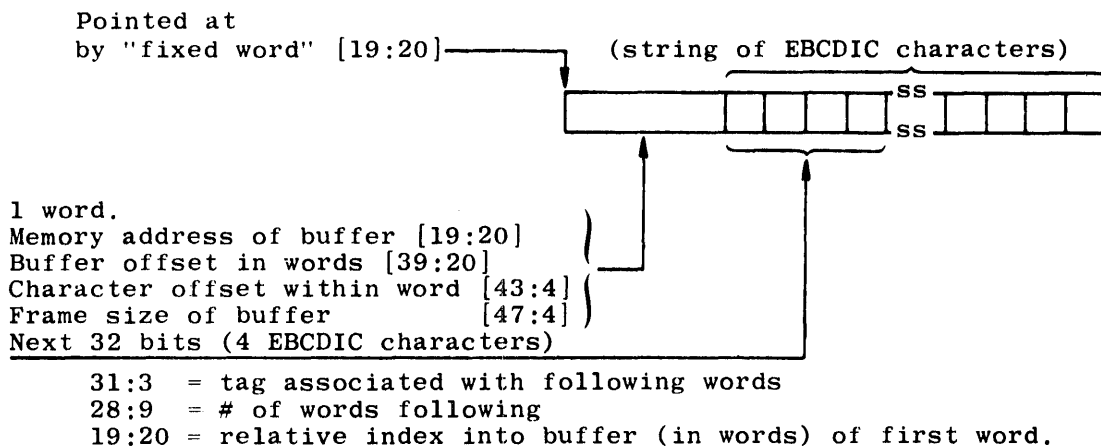 Pointed at
by "fixed word" [19:20]
(string of EBCDIC characters)
ss
ss
1 word.
Memory address of buffer [19:20]
Buffer offset in words [39:20]
Character offset within word [43:4]
Frame size of buffer [47:4]
Next 32 bits (4 EBCDIC characters)
31:3 = tag associated with following words
28:9 = # of words following
19:20 = relative index into buffer (in words) of first word.